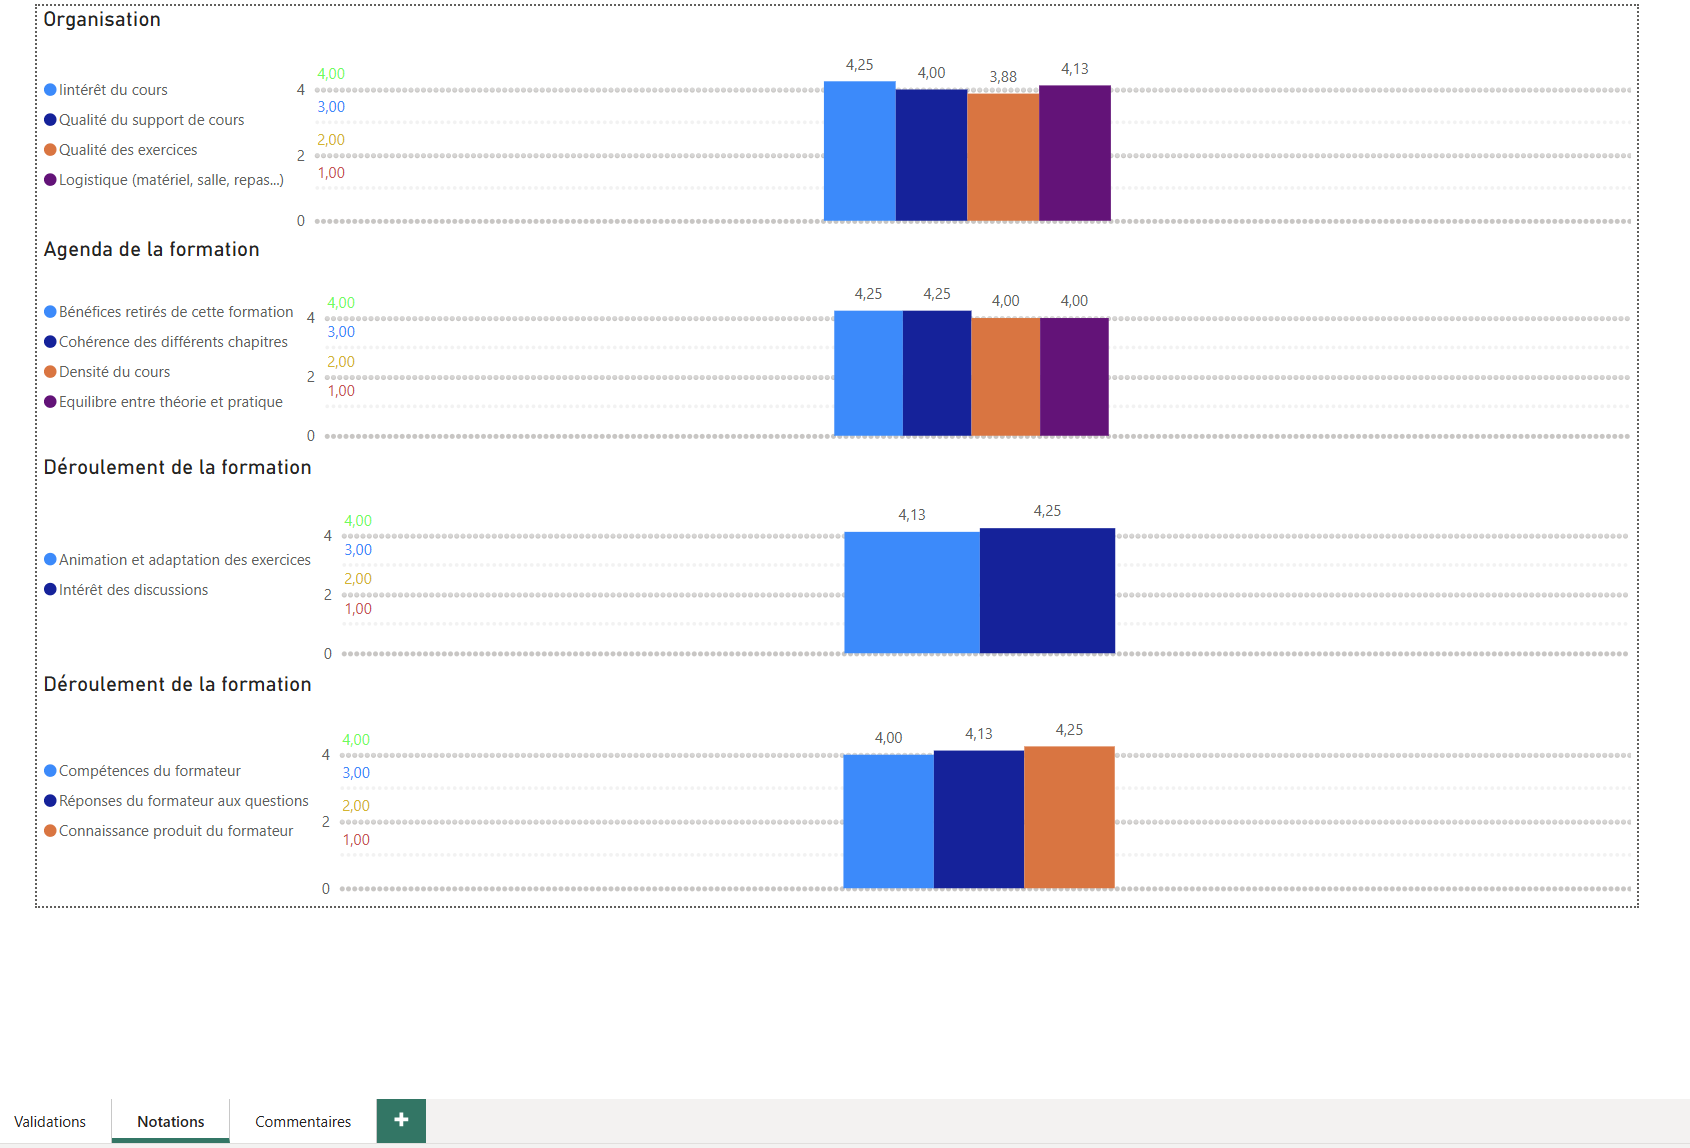 Organisation
4,25
4,00
3,88
4,13
4,00
Iintérêt du cours
4
3,00
Qualité du support de cours
2,00
Qualité des exercices
2
1,00
Logistique (matériel, salle, repas...)
0
Agenda de la formation
4,25
4,25
4,00
4,00
4,00
Bénéfices retirés de cette formation
4
3,00
Cohérence des différents chapitres
2,00
Densité du cours
2
1,00
Equilibre entre théorie et pratique
0
Déroulement de la formation
4,13
4,25
4,00
4
3,00
Animation et adaptation des exercices
2,00
Intérêt des discussions
2
1,00
0
Déroulement de la formation
4,00
4,13
4,25
4,00
4
3,00
Compétences du formateur
Réponses du formateur aux questions
2,00
2
Connaissance produit du formateur
1,00
0
Validations
Notations
Commentaires
+